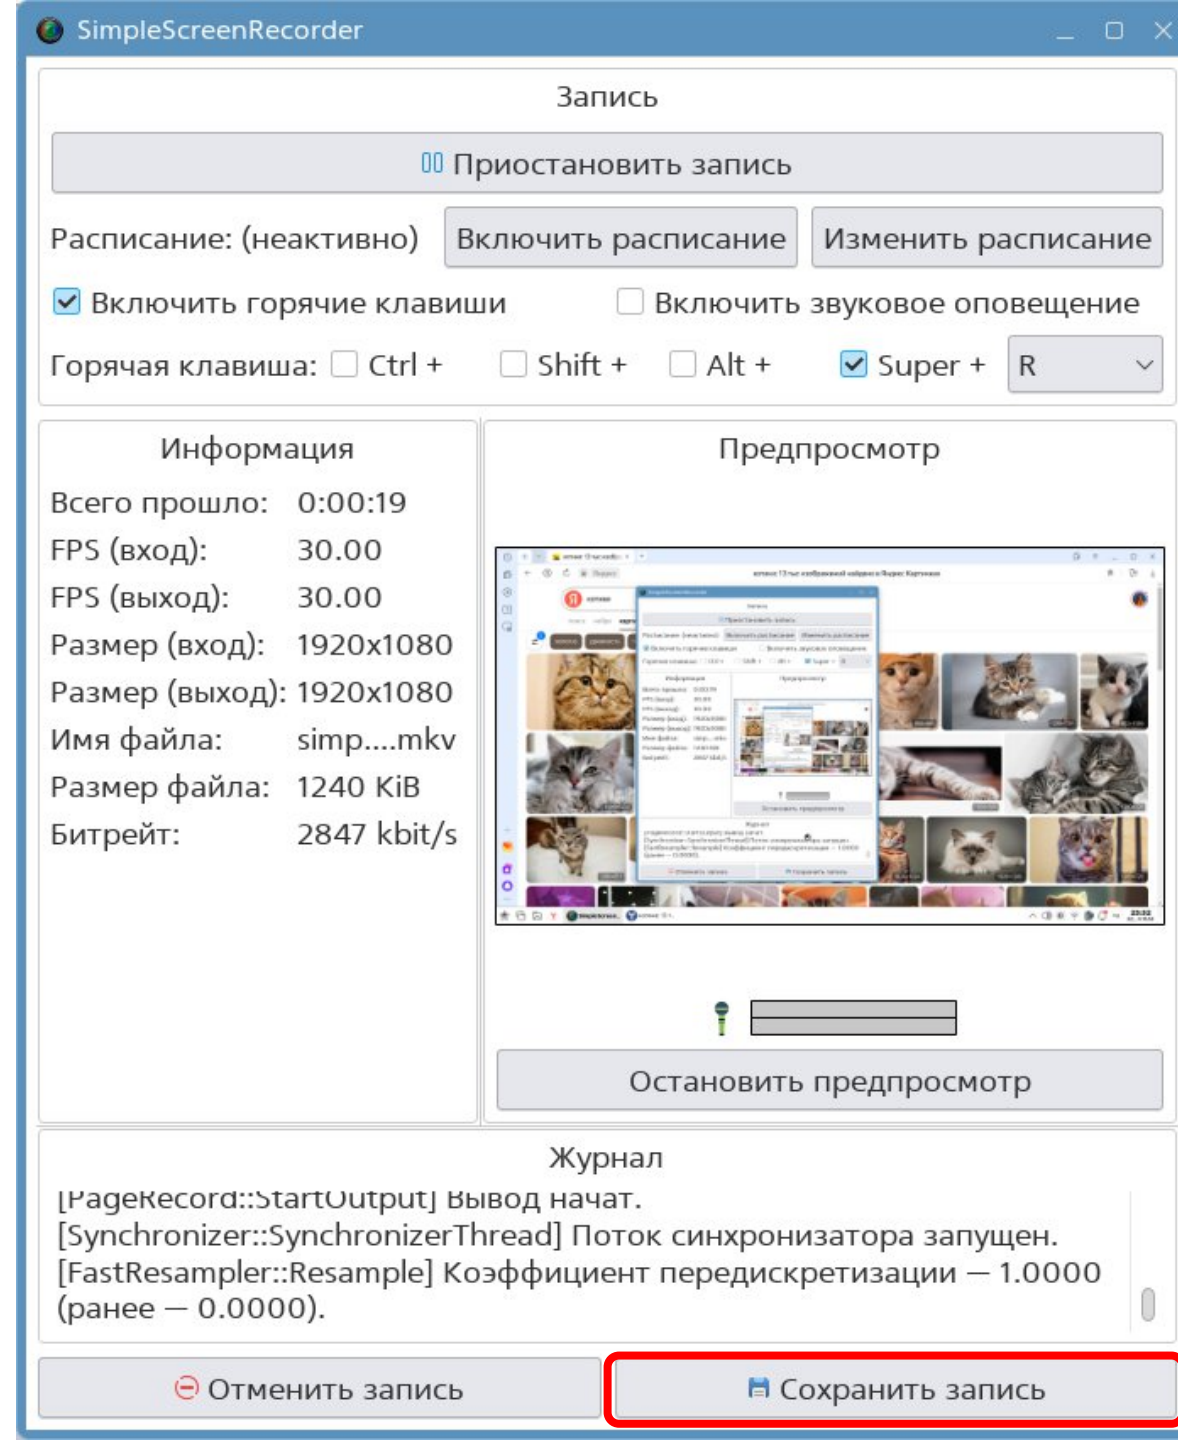 SimpleScreenRecorder
Запись
Приостановить запись
Расписание: (неактивно) Включить расписание Изменить расписание
Включить горячие клавиши Включить звуковое оповещение
Горячая клавиша: Ctrl + Shift + Alt + Super + R
Информация
Всего прошло: 0:00:19
FPS (вход): 30.00
FPS (выход): 30.00
Размер (вход): 1920x1080
Размер (выход): 1920x1080
Имя файла: simp....mkv
Размер файла: 1240 KiB
Битрейт: 2847 kbit/s
Предпросмотр
Остановить предпросмотр
Журнал
[PageRecord::StartOutput] Вывод начат.
[Synchronizer::SynchronizerThread] Поток синхронизатора запущен.
[FastResampler::Resample] Коэффициент передискретизации — 1.0000
(ранее — 0.0000).
Отменить запись Сохранить запись